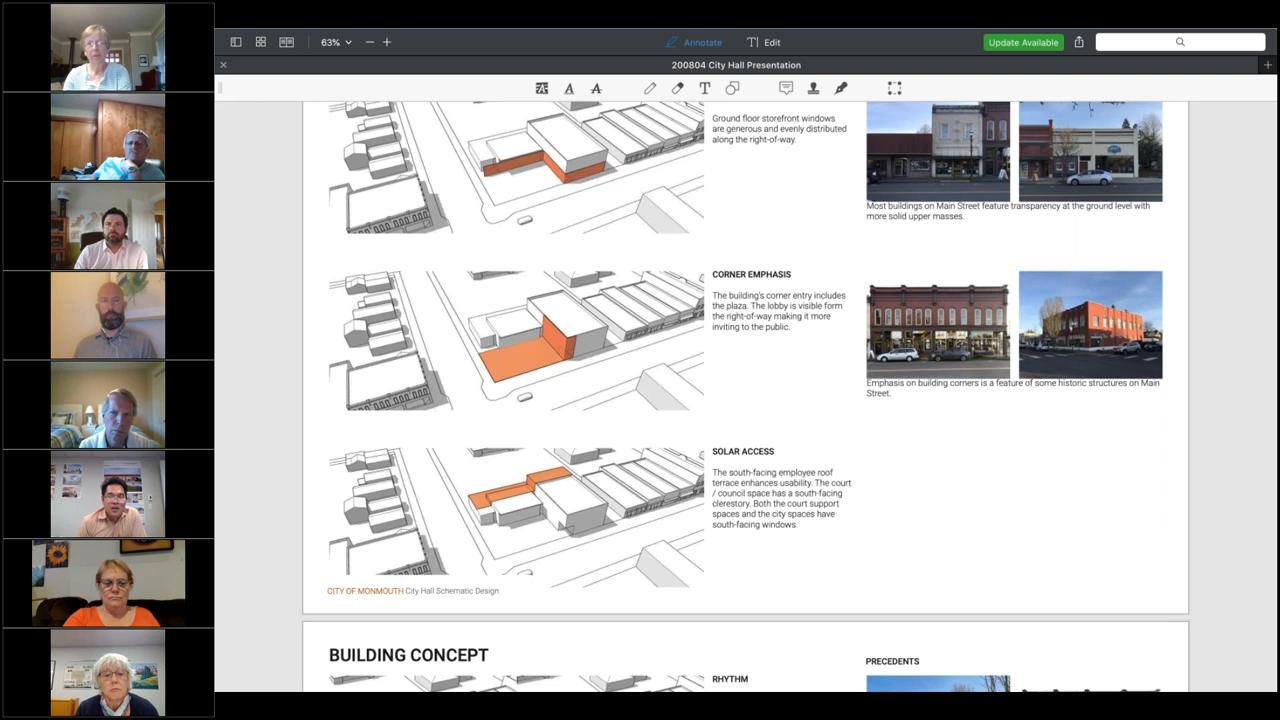 63%
Annotate
Edit
Update Available
200804 City Hall Presentation
Ground floor storefront windows
are generous and evenly distributed
along the right-of-way.
Most buildings on Main Street feature transparency at the ground level with
more solid upper masses.
CORNER EMPHASIS
The building's corner entry includes
the plaza. The lobby is visible form
the right-of-way making it more
inviting to the public.
Emphasis on building corners is a feature of some historic structures on Main
Street.
SOLAR ACCESS
The south-facing employee roof
terrace enhances usability. The court
/ council space has a south-facing
clerestory. Both the court support
spaces and the city spaces have
south-facing windows.
CITY OF MONMOUTH City Hall Schematic Design
BUILDING CONCEPT
RHYTHM
PRECEDENTS